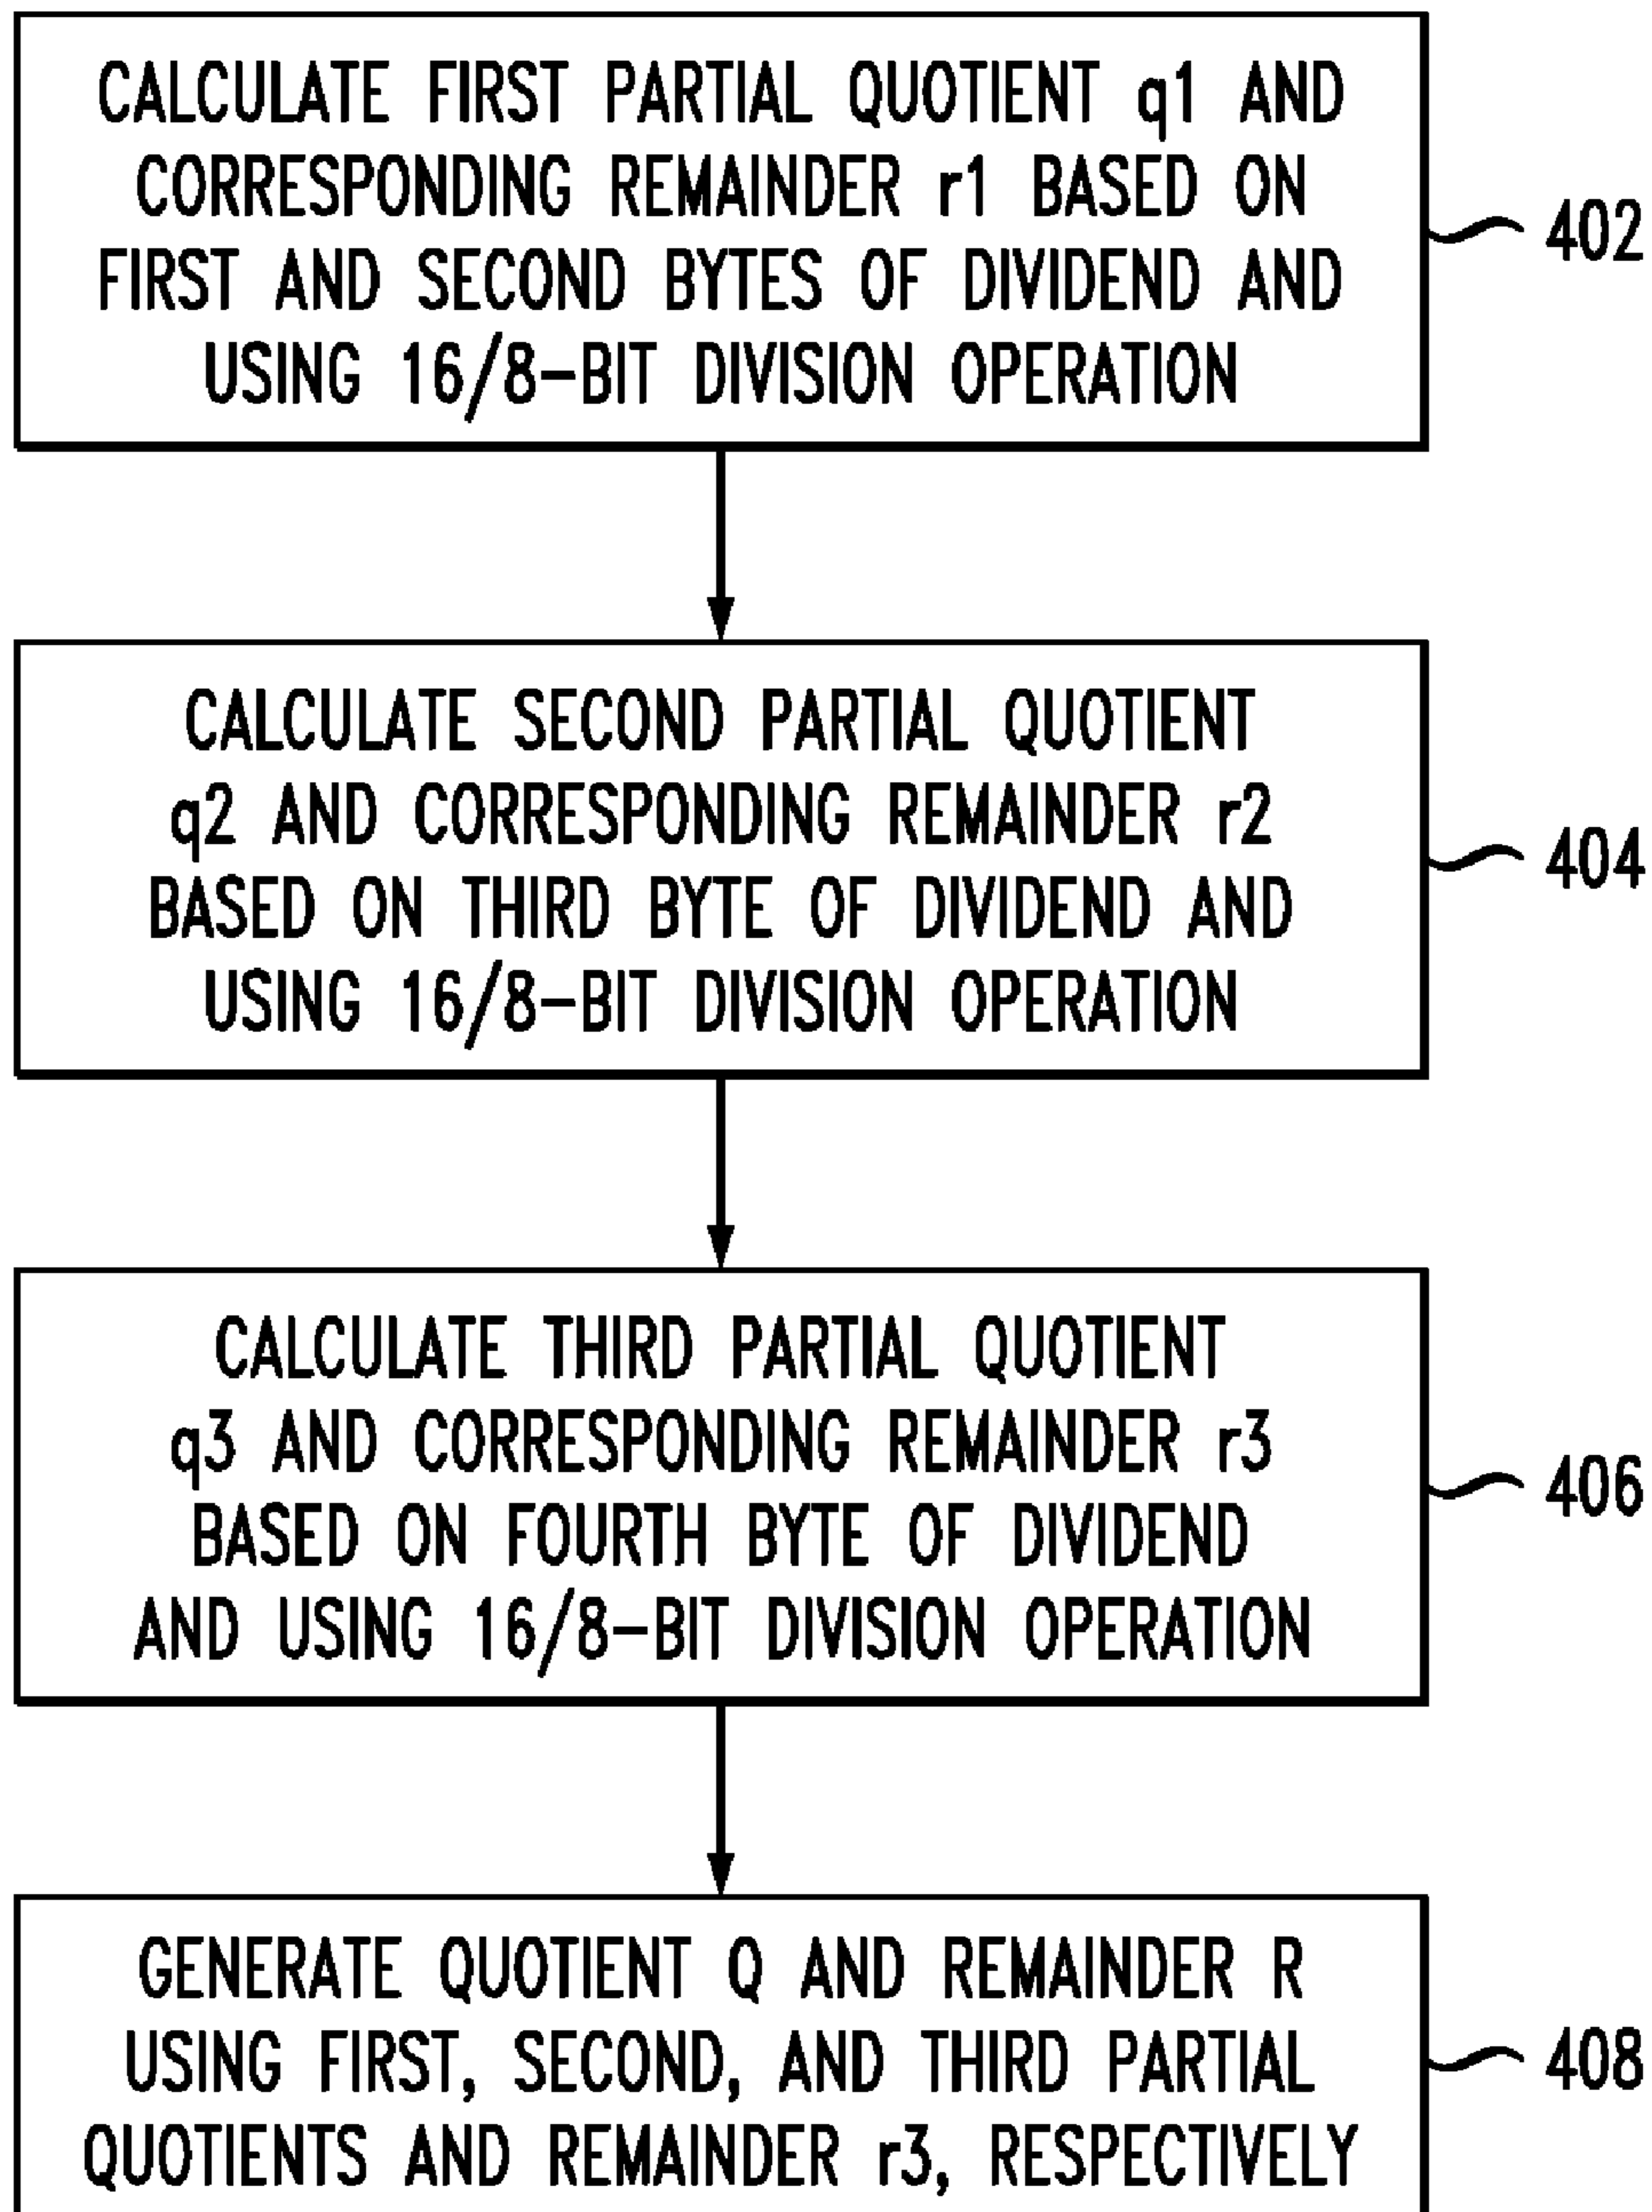 CALCULATE FIRST PARTIAL QUOTIENT q1 AND
CORRESPONDING REMAINDER r1 BASED ON
FIRST AND SECOND BYTES OF DIVIDEND AND
USING 16/8-BIT DIVISION OPERATION
402
CALCULATE SECOND PARTIAL QUOTIENT
q2 AND CORRESPONDING REMAINDER r2
BASED ON THIRD BYTE OF DIVIDEND AND
USING 16/8-BIT DIVISION OPERATION
404
CALCULATE THIRD PARTIAL QUOTIENT
q3 AND CORRESPONDING REMAINDER r3
BASED ON FOURTH BYTE OF DIVIDEND
AND USING 16/8-BIT DIVISION OPERATION
406
GENERATE QUOTIENT Q AND REMAINDER R
USING FIRST, SECOND, AND THIRD PARTIAL
QUOTIENTS AND REMAINDER r3, RESPECTIVELY
408